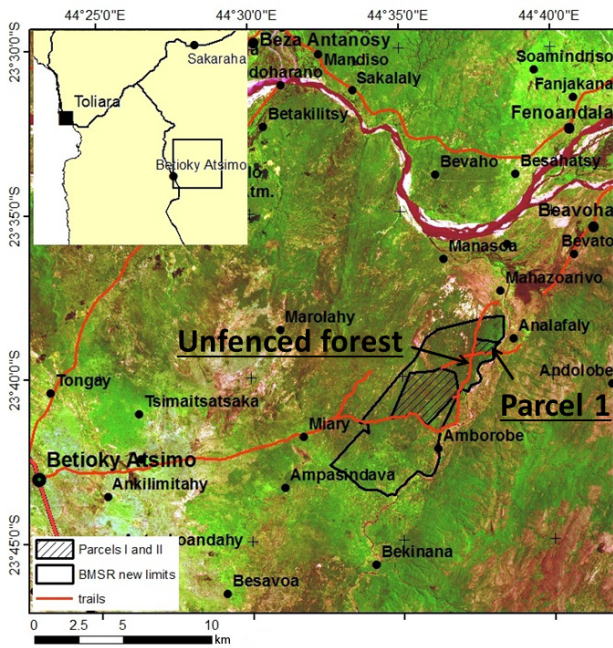 44°25'0"E
44°30'0"E
44°35'0"E
44°40'0"E
23°30'0"S
23°35'0"S
23°40'0"S
23°45'0"S
Sakaraha
Toliara
Betioky Atsimo
Beza Antanosy
Mandiso
Soamindriso
doharano
Sakalaly
Fanjakana
Betakilitsy
Fenoandala
Bevaho
Besahatsy
tm.
Beavoha
Manasoa
Bevato
Mahazoarivo
Marolahy
Analafaly
Unfenced forest
Andolobe
Tongay
Parcel 1
Tsimaitsatsaka
Miary
Amborobe
Betioky Atsimo
Ampasindava
Ankilimitahy
oandahy
Bekinana
Besavoa
Parcels I and II
BMSR new limits
trails
0 2.5 5 10
km